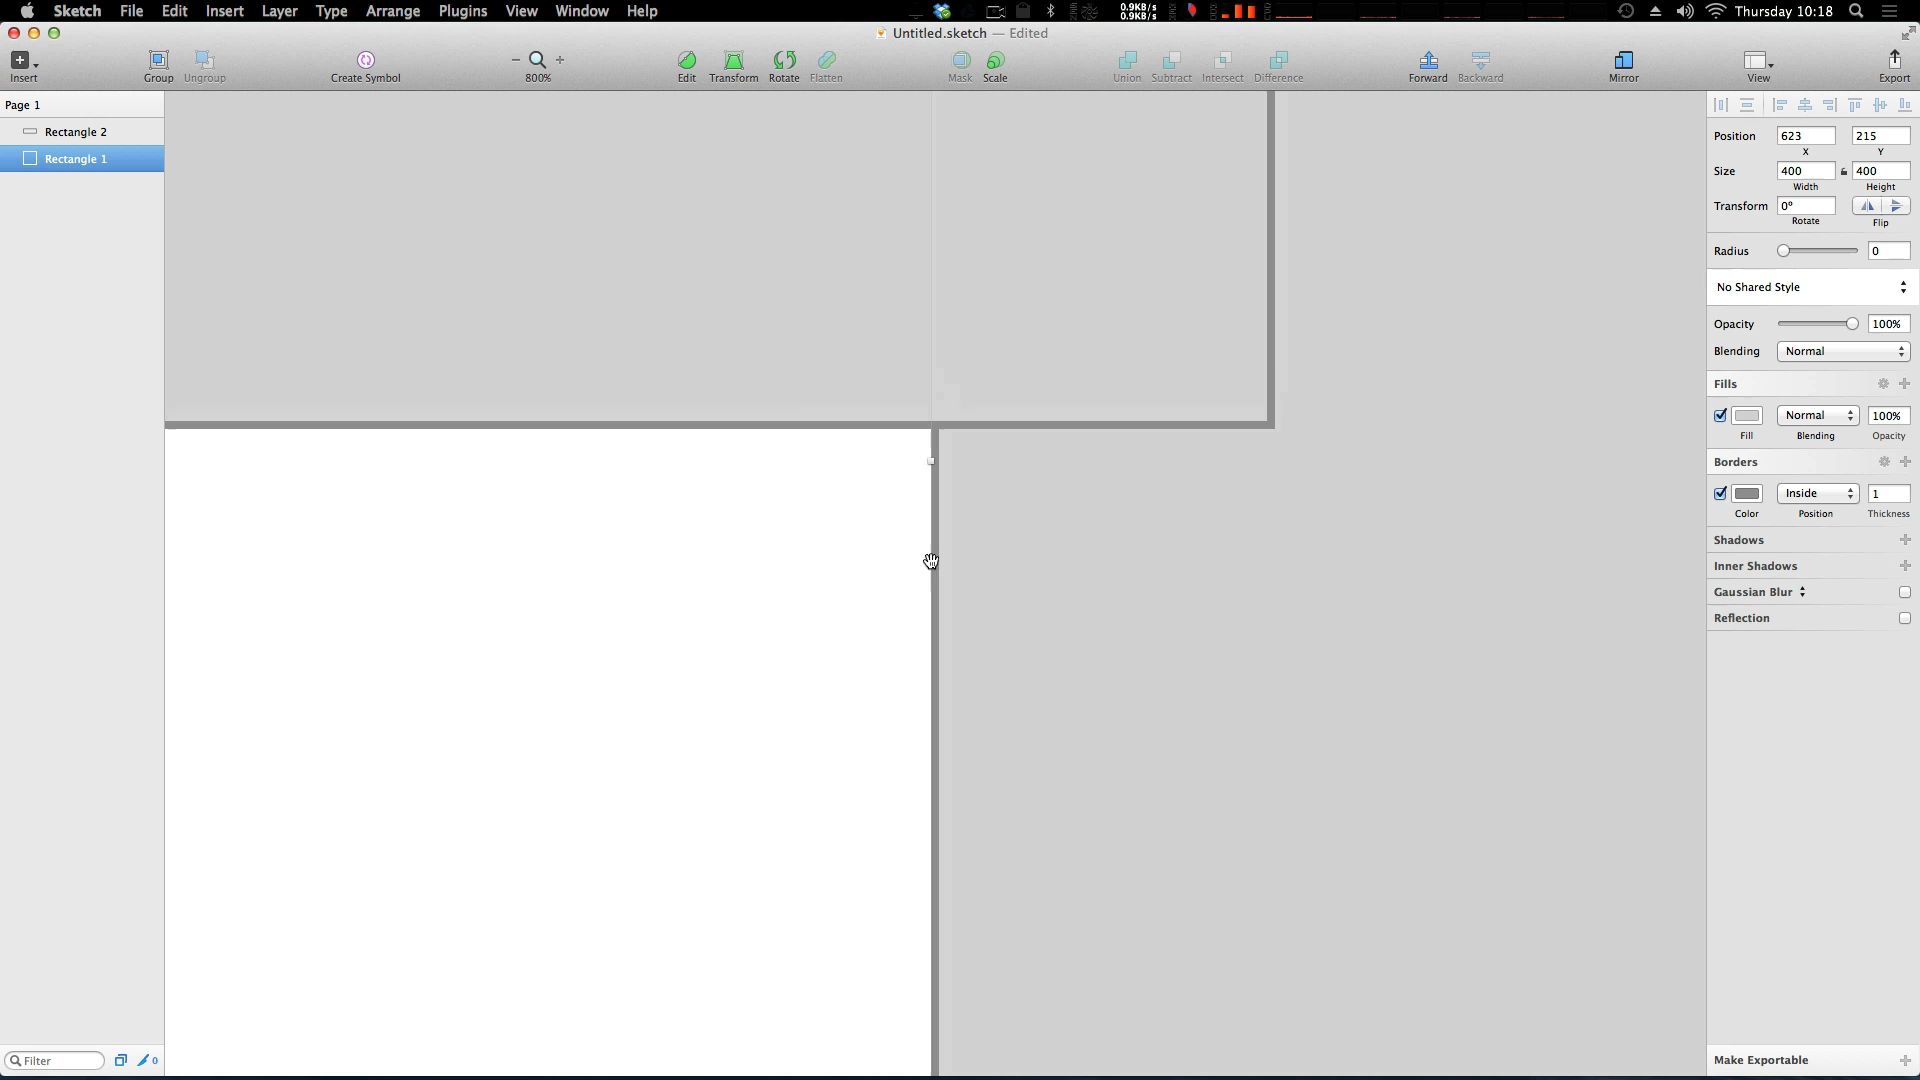 Sketch File Edit Insert Layer Type Arrange Plugins View Window Help 0.9KB/s 0.9KB/s Thursday 10:18
Untitled.sketch — Edited
Insert Group Ungroup Create Symbol 800% Edit Transform Rotate Flatten Mask Scale Union Subtract Intersect Difference Forward Backward Mirror View Export
Page 1
Rectangle 2
Rectangle 1
Position 623 215
X Y
Size 400 400
Width Height
Transform 0º
Rotate Flip
Radius 0
No Shared Style
Opacity 100%
Blending Normal
Fills
Normal 100%
Fill Blending Opacity
Borders
Inside 1
Color Position Thickness
Shadows
Inner Shadows
Gaussian Blur
Reflection
Filter 0
Make Exportable